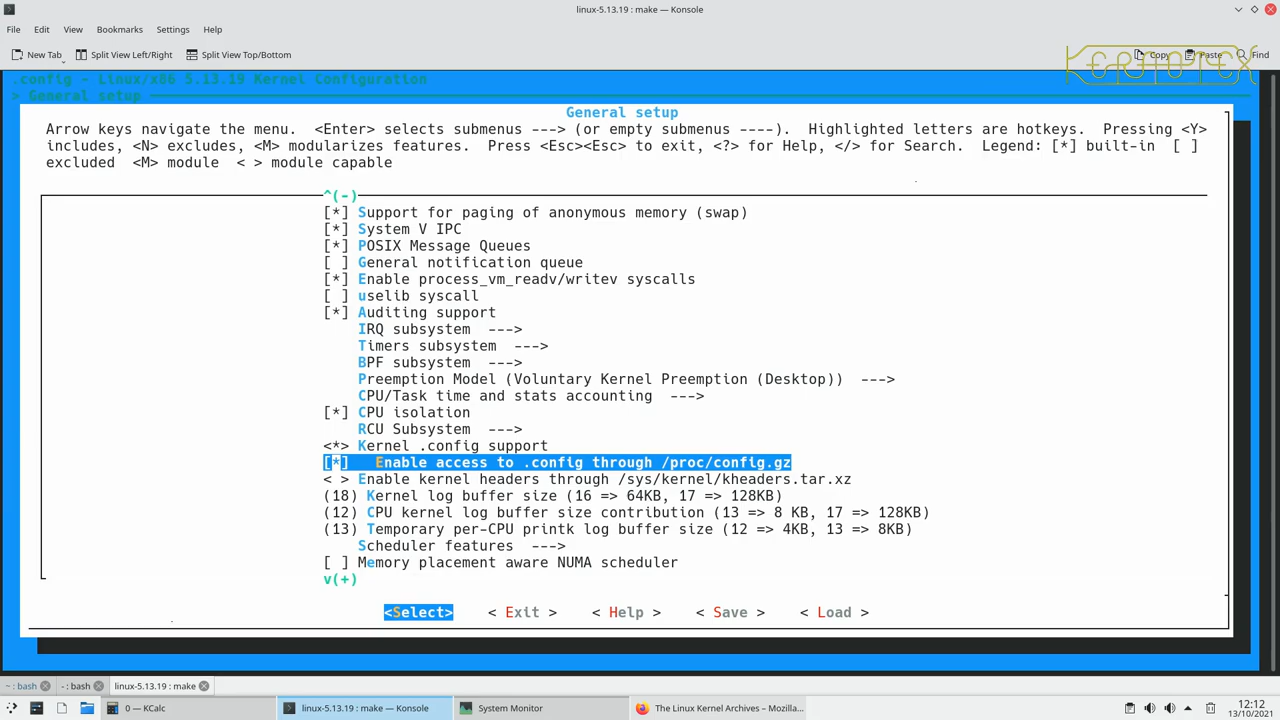 linux-5.13.19 : make — Konsole
File Edit View Bookmarks Settings Help
New Tab Split View Left/Right Split View Top/Bottom Copy Paste Find
KERNOTEX
.config - Linux/x86 5.13.19 Kernel Configuration
> General setup
General setup
Arrow keys navigate the menu. <Enter> selects submenus ---> (or empty submenus ----). Highlighted letters are hotkeys. Pressing <Y>
includes, <N> excludes, <M> modularizes features. Press <Esc><Esc> to exit, <?> for Help, </> for Search. Legend: [*] built-in [ ]
excluded <M> module < > module capable
^(-)
[*] Support for paging of anonymous memory (swap)
[*] System V IPC
[*] POSIX Message Queues
[ ] General notification queue
[*] Enable process_vm_readv/writev syscalls
[ ] uselib syscall
[*] Auditing support
IRQ subsystem --->
Timers subsystem --->
BPF subsystem --->
Preemption Model (Voluntary Kernel Preemption (Desktop)) --->
CPU/Task time and stats accounting --->
[*] CPU isolation
RCU Subsystem --->
<*> Kernel .config support
[*] Enable access to .config through /proc/config.gz
< > Enable kernel headers through /sys/kernel/kheaders.tar.xz
(18) Kernel log buffer size (16 => 64KB, 17 => 128KB)
(12) CPU kernel log buffer size contribution (13 => 8 KB, 17 => 128KB)
(13) Temporary per-CPU printk log buffer size (12 => 4KB, 13 => 8KB)
Scheduler features --->
[ ] Memory placement aware NUMA scheduler
v(+)
<Select> < Exit > < Help > < Save > < Load >
~ : bash - : bash linux-5.13.19 : make
0 — KCalc linux-5.13.19 : make — Konsole System Monitor The Linux Kernel Archives – Mozilla... 12:12
13/10/2021